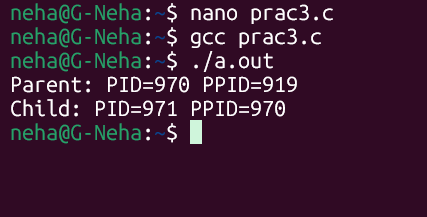 neha@G-Neha:~$ nano prac3.c
neha@G-Neha:~$ gcc prac3.c
neha@G-Neha:~$ ./a.out
Parent: PID=970 PPID=919
Child: PID=971 PPID=970
neha@G-Neha:~$